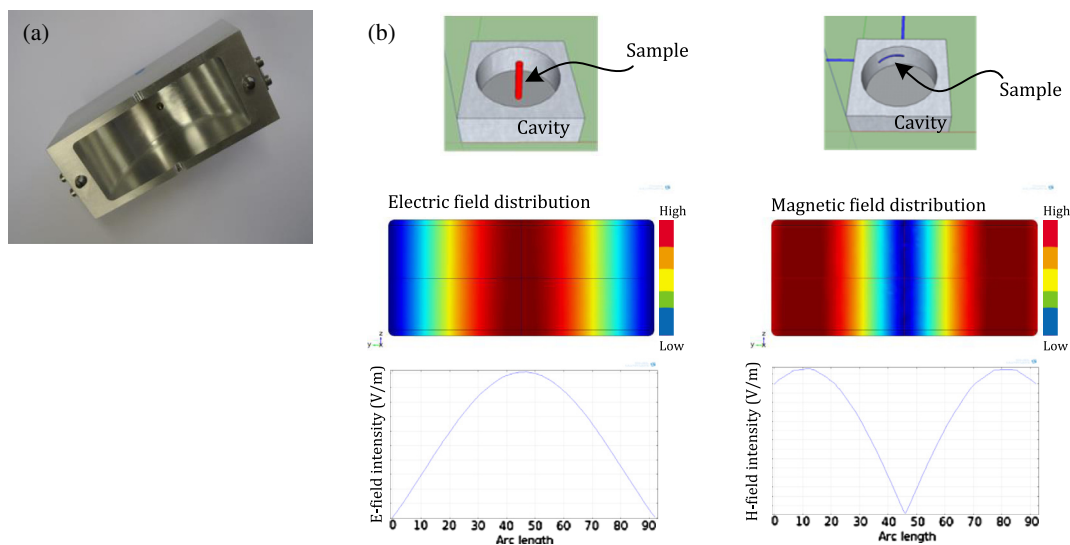 (a)
(b)
Sample
Cavity
Sample
Cavity
Electric field distribution
High
Low
z
y x
Magnetic field distribution
High
Low
z
y x
E-field intensity (V/m)
0 10 20 30 40 50 60 70 80 90
Arc length
H-field intensity (V/m)
0 10 20 30 40 50 60 70 80 90
Arc length